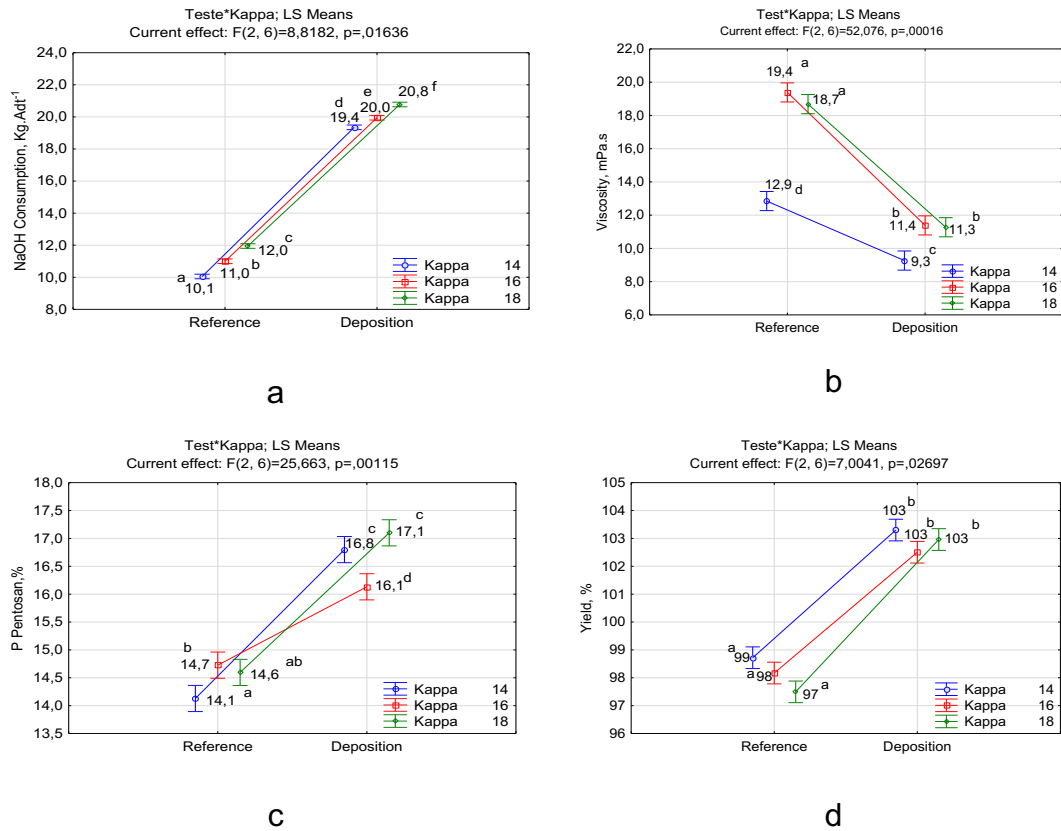 Teste*Kappa; LS Means
Current effect: F(2, 6)=8,8182, p=,01636
24,0
22,0
20,0
18,0
16,0
14,0
12,0
10,0
8,0
NaOH Consumption, Kg.Adt-1
d
19,4
e
20,0
20,8
f
a
10,1
11,0
b
12,0
c
Kappa 14
Kappa 16
Kappa 18
Reference
Deposition
a
Test*Kappa; LS Means
Current effect: F(2, 6)=52,076, p=,00016
22,0
20,0
18,0
16,0
14,0
12,0
10,0
8,0
6,0
Viscosity, mPa.s
a
19,4
a
18,7
12,9
d
b
11,4
b
11,3
c
9,3
Kappa 14
Kappa 16
Kappa 18
Reference
Deposition
b
Test*Kappa; LS Means
Current effect: F(2, 6)=25,663, p=,00115
18,0
17,5
17,0
16,5
16,0
15,5
15,0
14,5
14,0
13,5
P Pentosan,%
c
16,8
c
17,1
16,1
d
b
14,7
ab
14,6
a
14,1
Kappa 14
Kappa 16
Kappa 18
Reference
Deposition
c
Teste*Kappa; LS Means
Current effect: F(2, 6)=7,0041, p=,02697
105
104
103
102
101
100
99
98
97
96
Yield, %
b
103
b
103
b
103
a
99
a
98
a
97
Kappa 14
Kappa 16
Kappa 18
Reference
Deposition
d